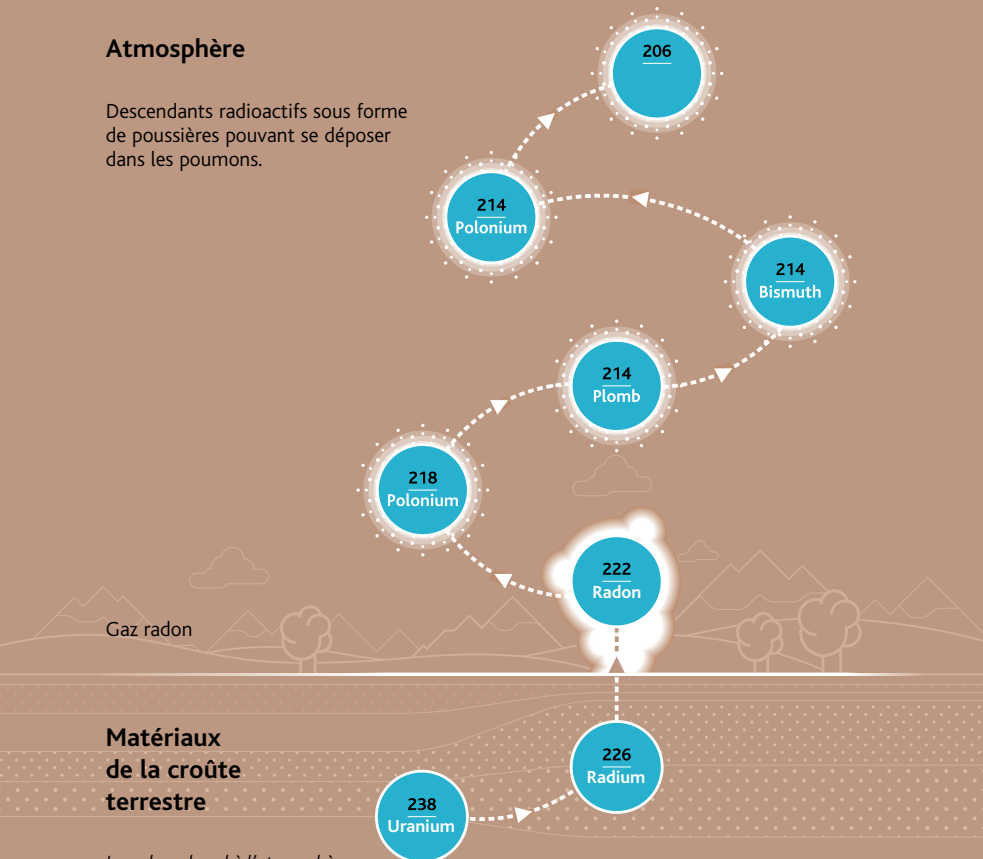 Atmosphère
Descendants radioactifs sous forme
de poussières pouvant se déposer
dans les poumons.
206
214
Polonium
214
Bismuth
214
Plomb
218
Polonium
222
Radon
Gaz radon
Matériaux
de la croûte
terrestre
226
Radium
238
Uranium